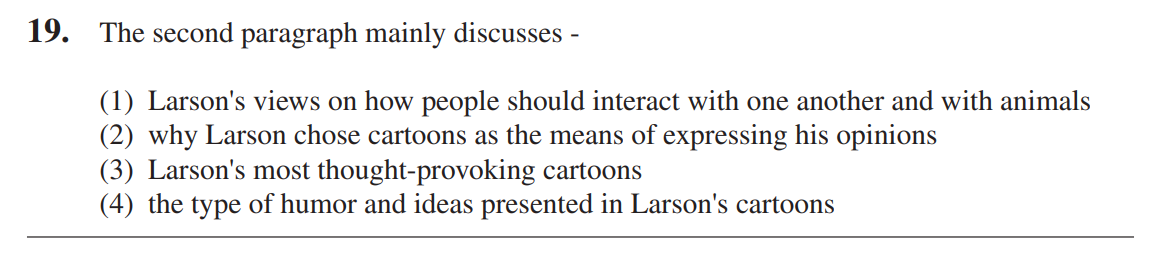 19. The second paragraph mainly discusses -
(1) Larson's views on how people should interact with one another and with animals
(2) why Larson chose cartoons as the means of expressing his opinions
(3) Larson's most thought-provoking cartoons
(4) the type of humor and ideas presented in Larson's cartoons